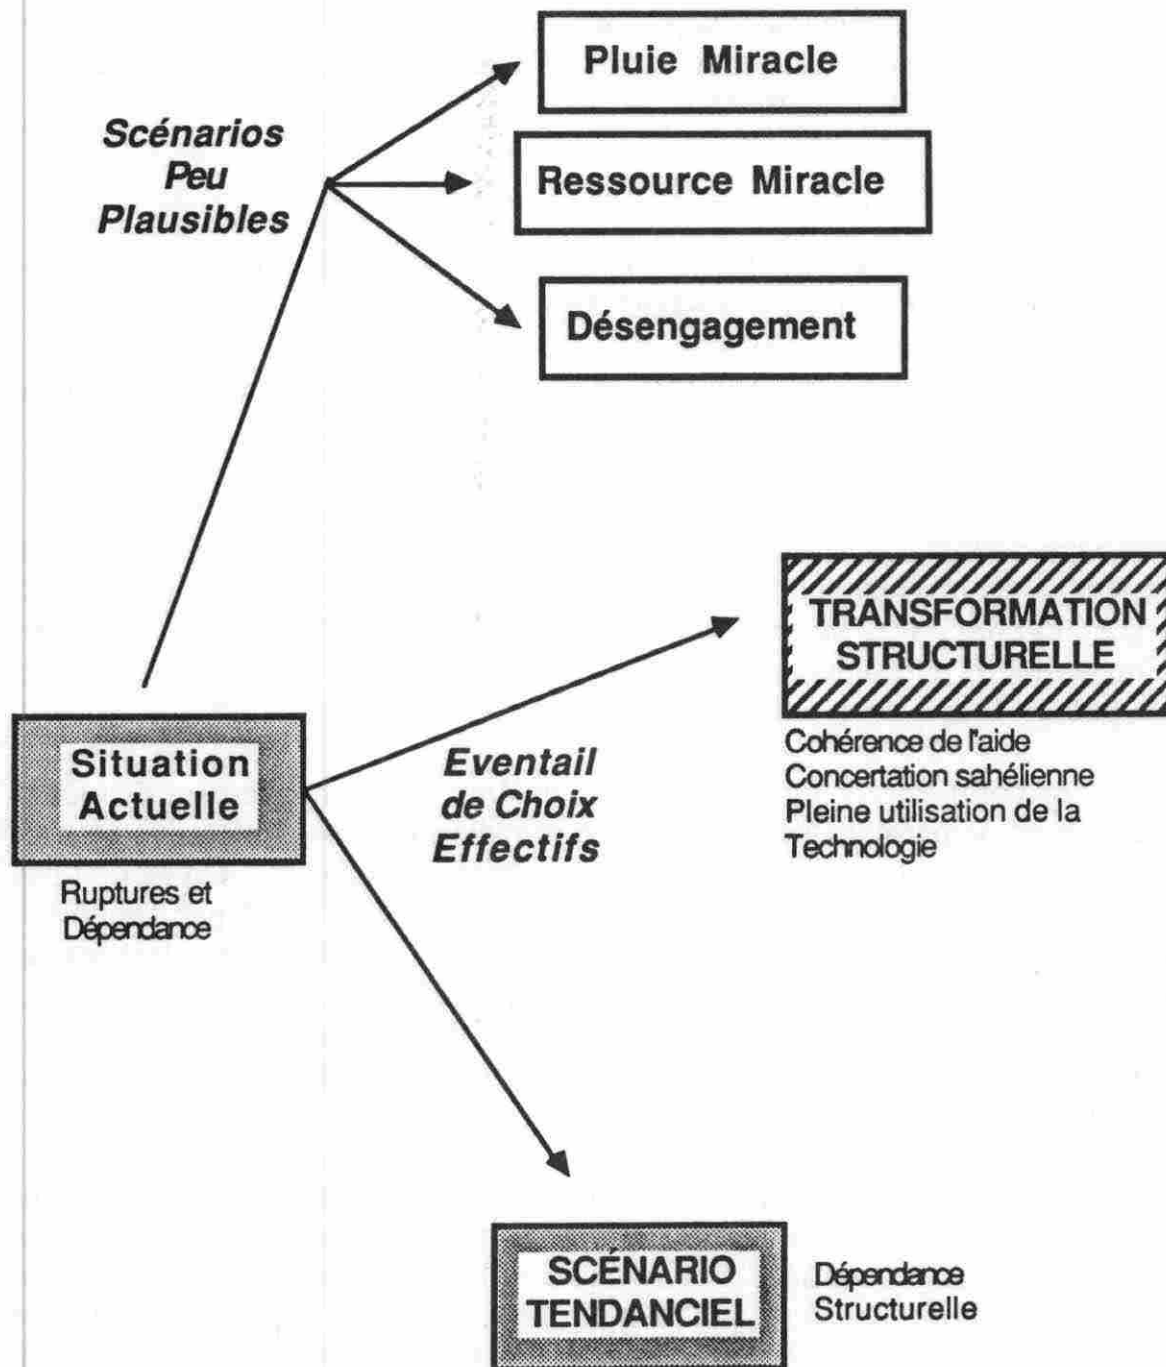 Pluie Miracle
Scénarios
Peu
Plausibles
Ressource Miracle
Désengagement
TRANSFORMATION
STRUCTURELLE
Cohérence de l'aide
Concertation sahélienne
Pleine utilisation de la
Technologie
Situation
Actuelle
Ruptures et
Dépendance
Eventail
de Choix
Effectifs
SCÉNARIO
TENDANCIEL
Dépendance
Structurelle